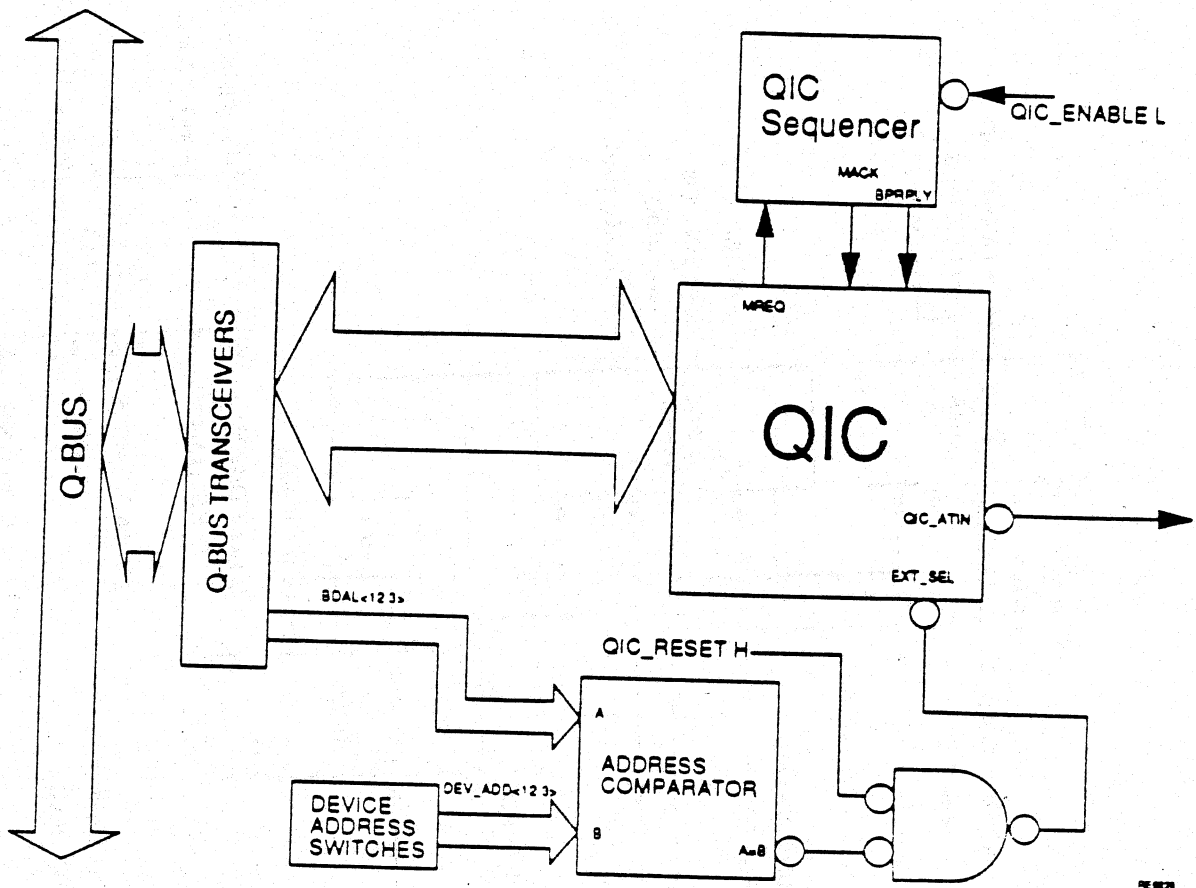 QIC
Sequencer
QIC_ENABLE L
MACK
BPRPLY
MREQ
Q-BUS
Q-BUS TRANSCEIVERS
QIC
QIC_ATIN
EXT_SEL
BDAL<12:3>
QIC_RESET H
A
ADDRESS
COMPARATOR
DEV_ADD<12:3>
DEVICE
ADDRESS
SWITCHES
B
A=B